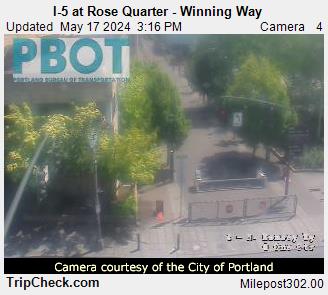 I-5 at Rose Quarter - Winning Way
Updated May 17 2024 3:16 PM Camera 4
PBOT
PORTLAND BUREAU OF TRANSPORTATION
Camera courtesy of the City of Portland
TripCheck.com Milepost302.00